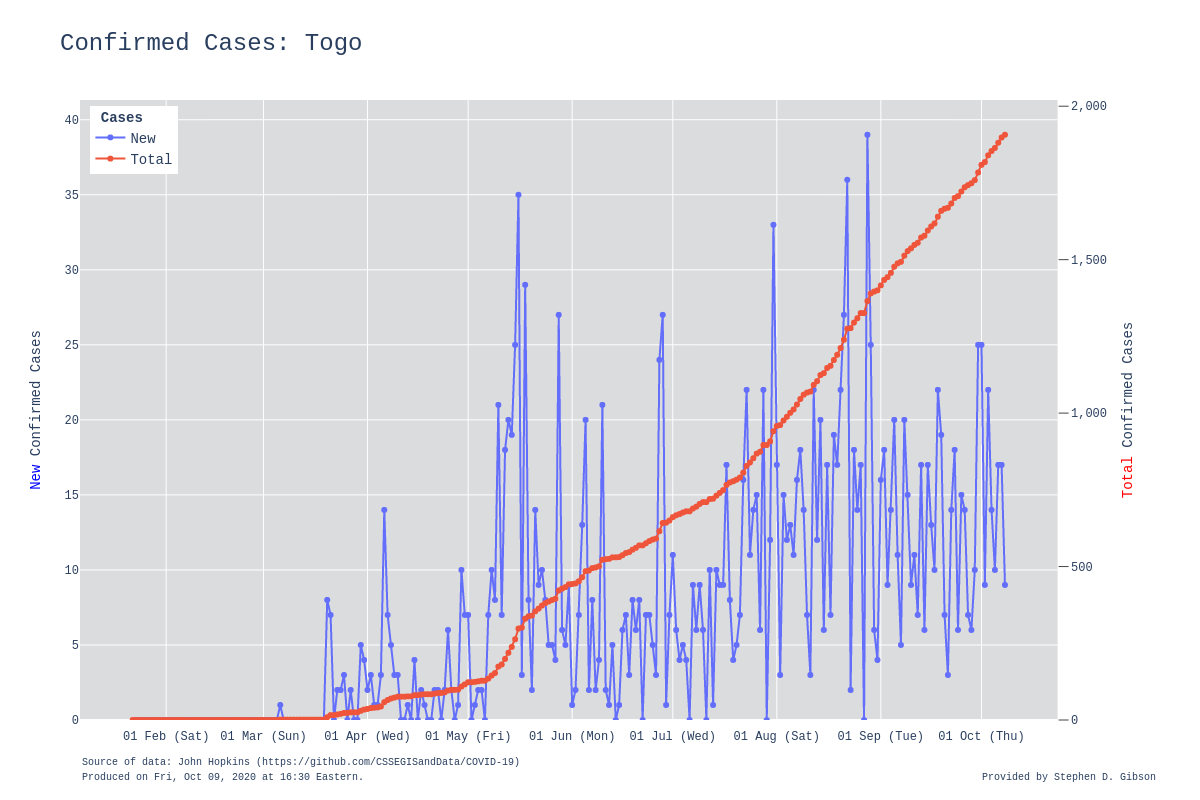 Confirmed Cases: Togo
Cases
New
Total
40
35
30
25
20
15
10
5
0
2,000
1,500
1,000
500
0
New Confirmed Cases
Total Confirmed Cases
01 Feb (Sat) 01 Mar (Sun) 01 Apr (Wed) 01 May (Fri) 01 Jun (Mon) 01 Jul (Wed) 01 Aug (Sat) 01 Sep (Tue) 01 Oct (Thu)
Source of data: John Hopkins (https://github.com/CSSEGISandData/COVID-19)
Produced on Fri, Oct 09, 2020 at 16:30 Eastern.
Provided by Stephen D. Gibson